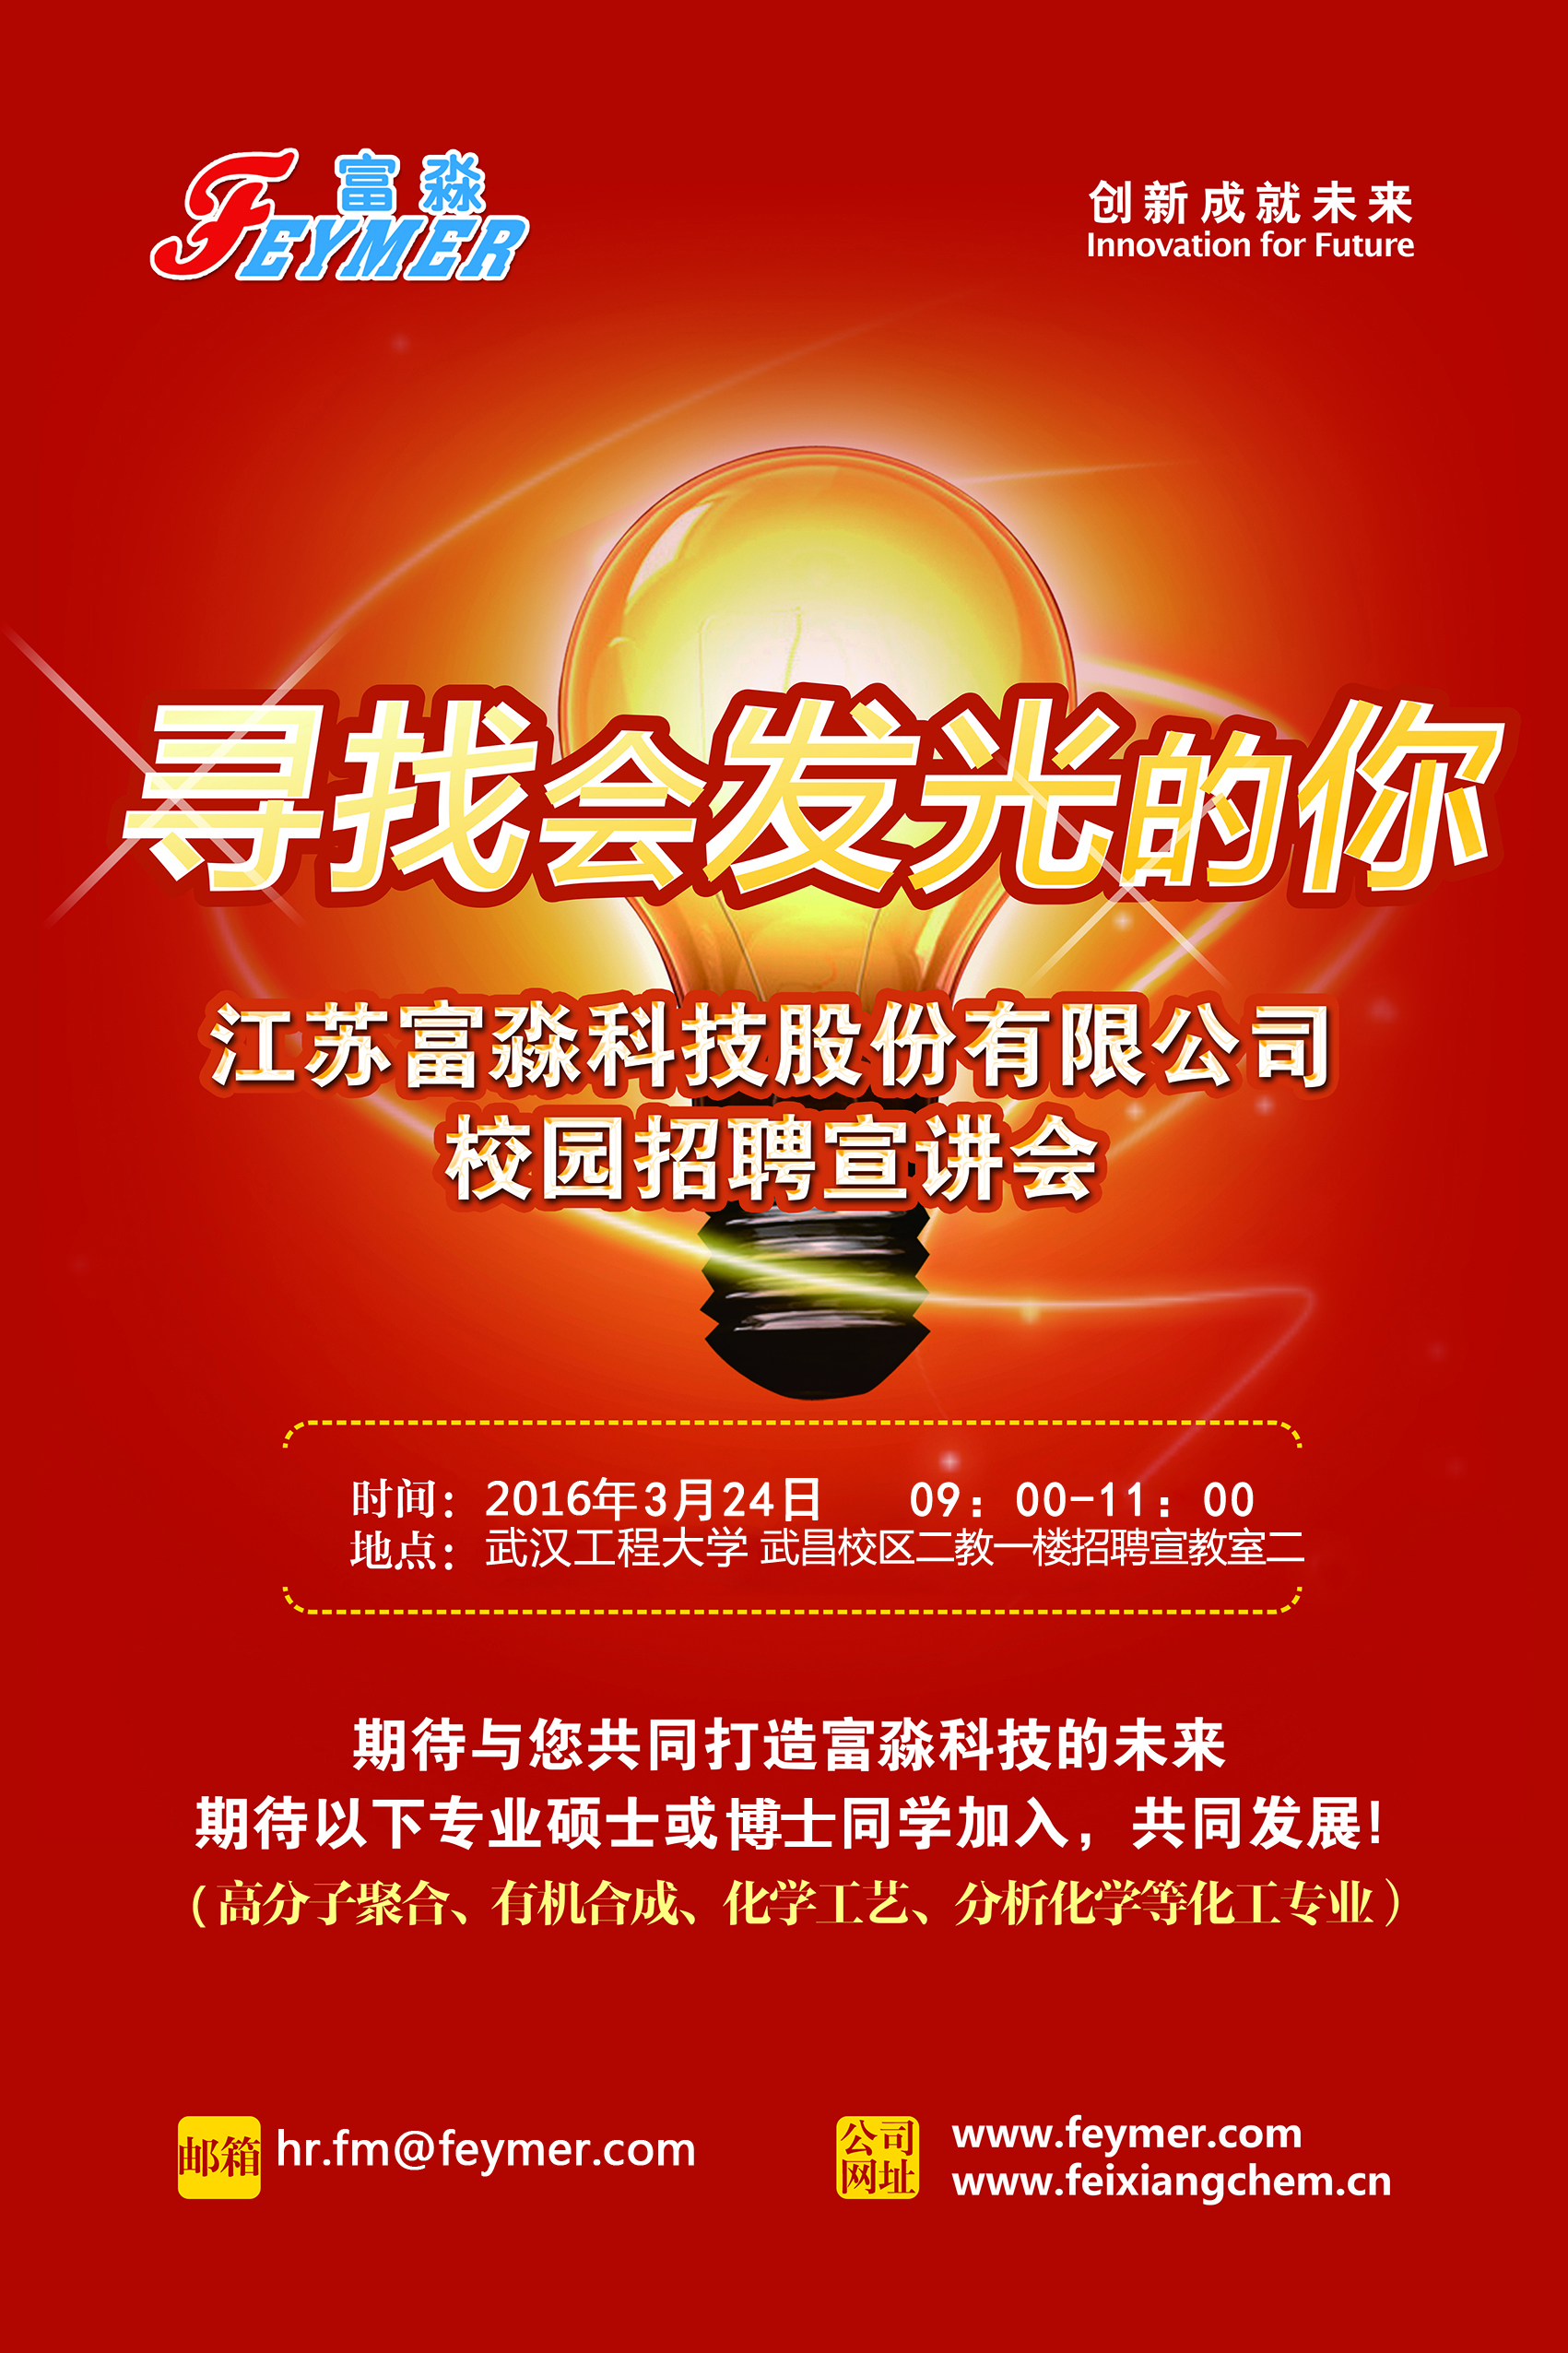 富淼
FEYMER
创新成就未来
Innovation for Future
寻找会发光的你
江苏富淼科技股份有限公司
校园招聘宣讲会
时间：2016年3月24日 09：00-11：00
地点：武汉工程大学 武昌校区二教一楼招聘宣教室二
期待与您共同打造富淼科技的未来
期待以下专业硕士或博士同学加入，共同发展！
（高分子聚合、有机合成、化学工艺、分析化学等化工专业）
邮箱 hr.fm@feymer.com
公司网址
www.feymer.com
www.feixiangchem.cn